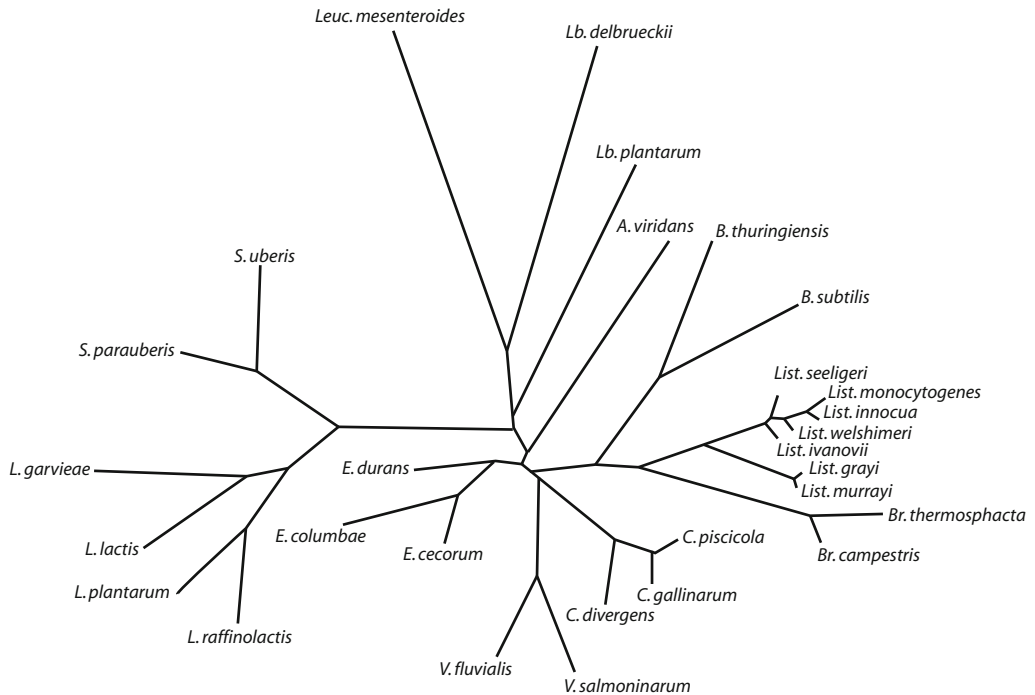 Leuc. mesenteroides
Lb. delbrueckii
Lb. plantarum
A. viridans
B. thuringiensis
S. uberis
B. subtilis
S. parauberis
List. seeligeri
List. monocytogenes
List. innocua
List. welshimeri
List. ivanovii
L. garvieae
E. durans
List. grayi
List. murrayi
Br. thermosphacta
E. columbae
C. piscicola
L. lactis
E. cecorum
Br. campestris
L. plantarum
C. gallinarum
C. divergens
L. raffinolactis
V. fluvialis
V. salmoninarum